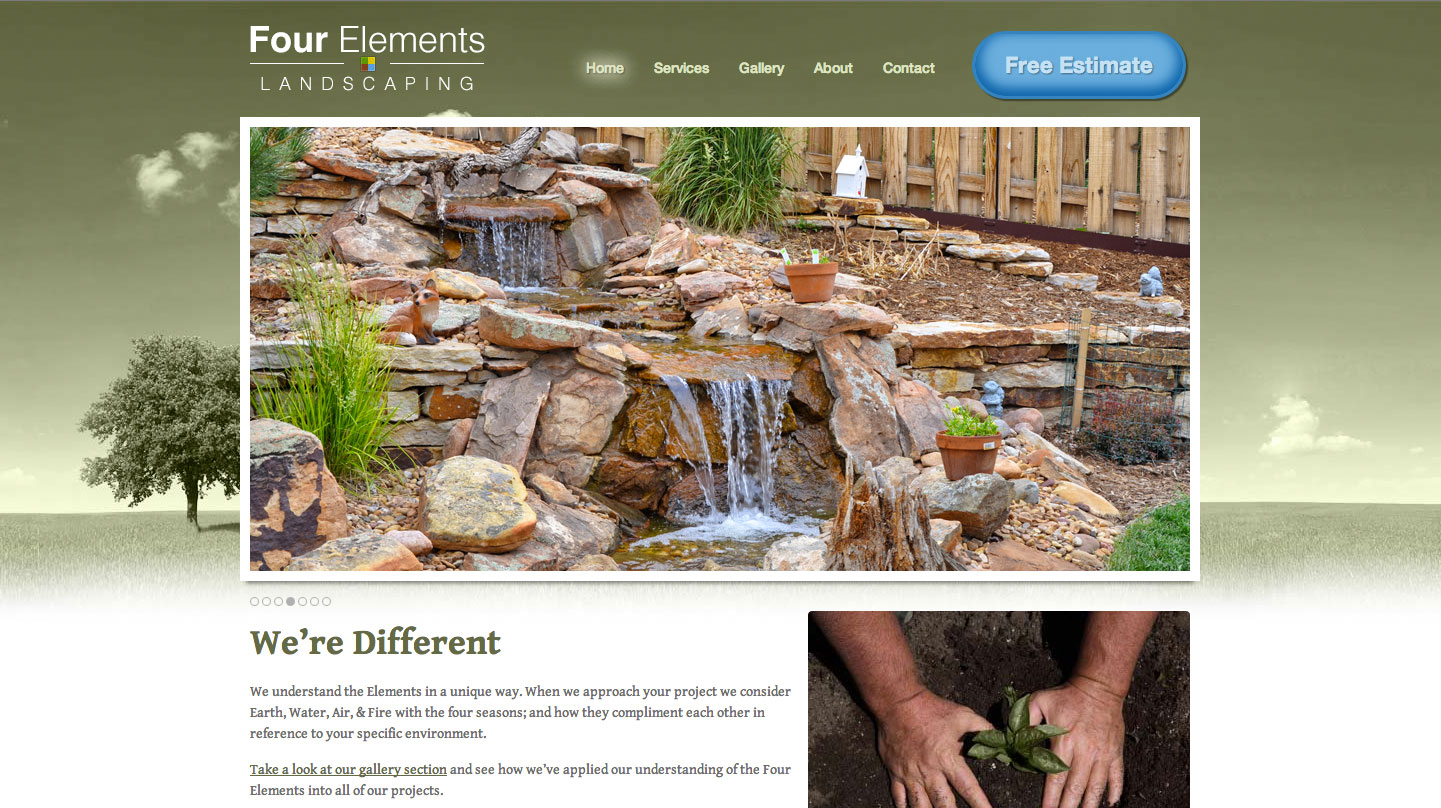 Four Elements
LANDSCAPING
Home Services Gallery About Contact
Free Estimate
We're Different
We understand the Elements in a unique way. When we approach your project we consider
Earth, Water, Air, & Fire with the four seasons; and how they compliment each other in
reference to your specific environment.
Take a look at our gallery section and see how we've applied our understanding of the Four
Elements into all of our projects.